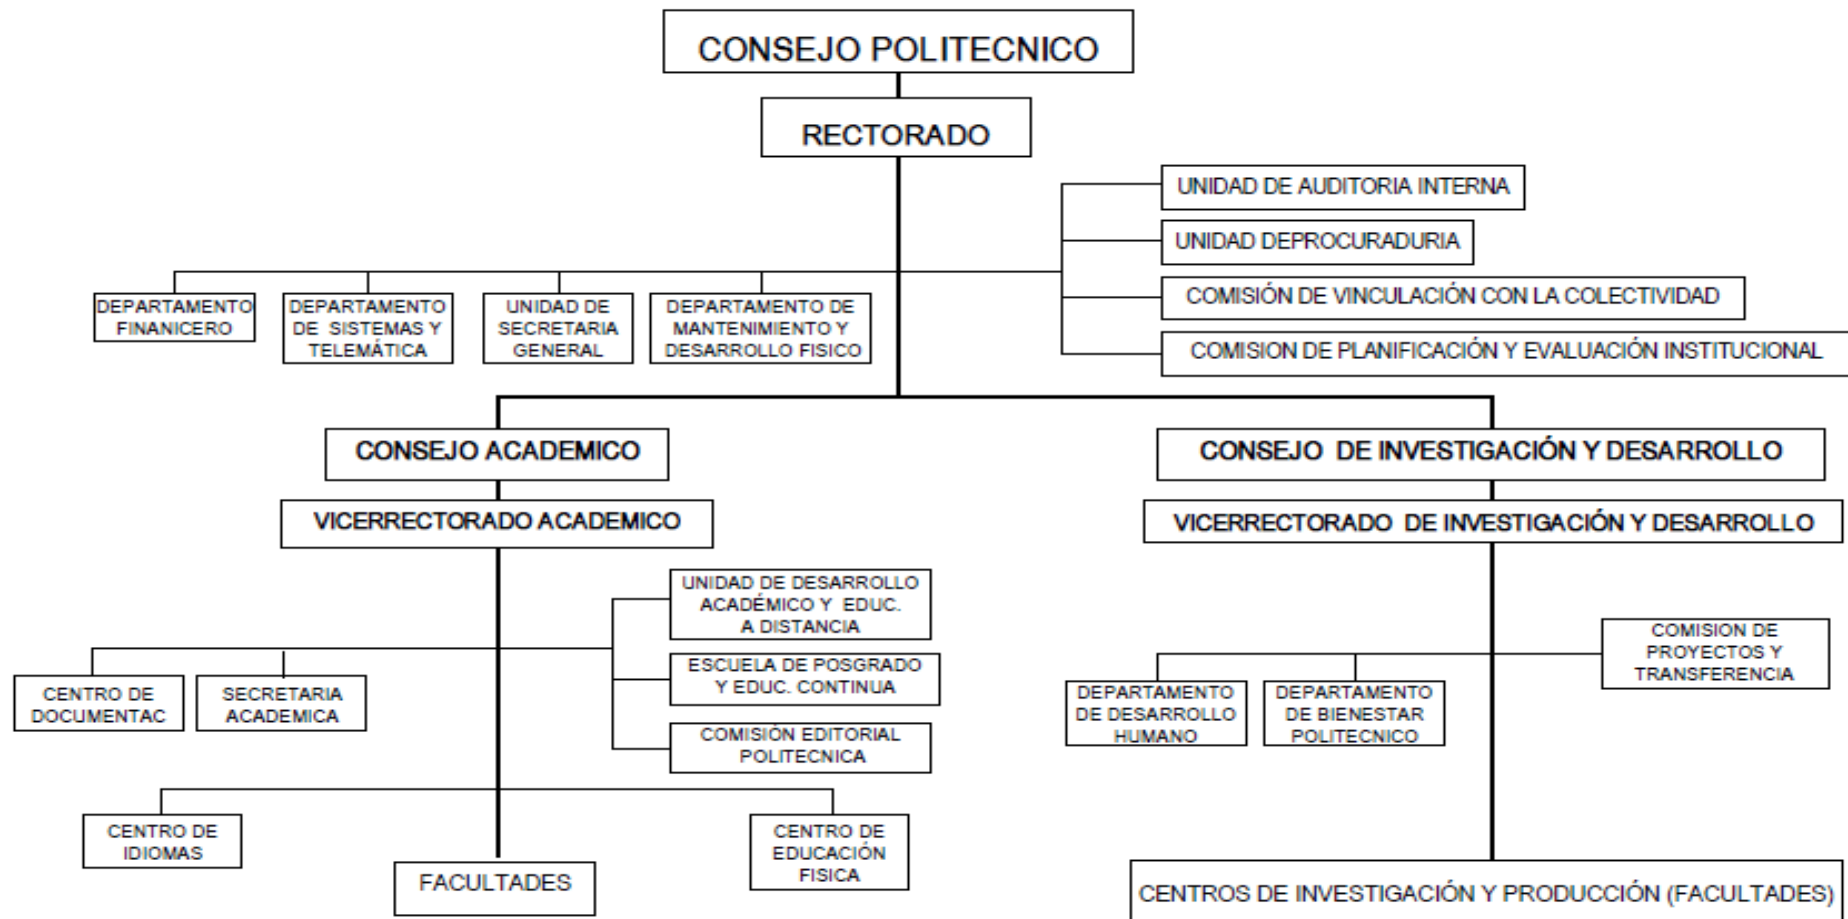 CONSEJO POLITECNICO
RECTORADO
UNIDAD DE AUDITORIA INTERNA
UNIDAD DEPROCURADURIA
COMISIÓN DE VINCULACIÓN CON LA COLECTIVIDAD
COMISION DE PLANIFICACIÓN Y EVALUACIÓN INSTITUCIONAL
DEPARTAMENTO
FINANICERO
DEPARTAMENTO
DE SISTEMAS Y
TELEMÁTICA
UNIDAD DE
SECRETARIA
GENERAL
DEPARTAMENTO DE
MANTENIMIENTO Y
DESARROLLO FISICO
CONSEJO ACADEMICO
CONSEJO DE INVESTIGACIÓN Y DESARROLLO
VICERRECTORADO ACADEMICO
VICERRECTORADO DE INVESTIGACIÓN Y DESARROLLO
UNIDAD DE DESARROLLO
ACADÉMICO Y EDUC.
A DISTANCIA
ESCUELA DE POSGRADO
Y EDUC. CONTINUA
COMISIÓN EDITORIAL
POLITECNICA
CENTRO DE
DOCUMENTAC
SECRETARIA
ACADEMICA
COMISION DE
PROYECTOS Y
TRANSFERENCIA
DEPARTAMENTO
DE DESARROLLO
HUMANO
DEPARTAMENTO
DE BIENESTAR
POLITECNICO
CENTRO DE
IDIOMAS
FACULTADES
CENTRO DE
EDUCACIÓN
FISICA
CENTROS DE INVESTIGACIÓN Y PRODUCCIÓN (FACULTADES)